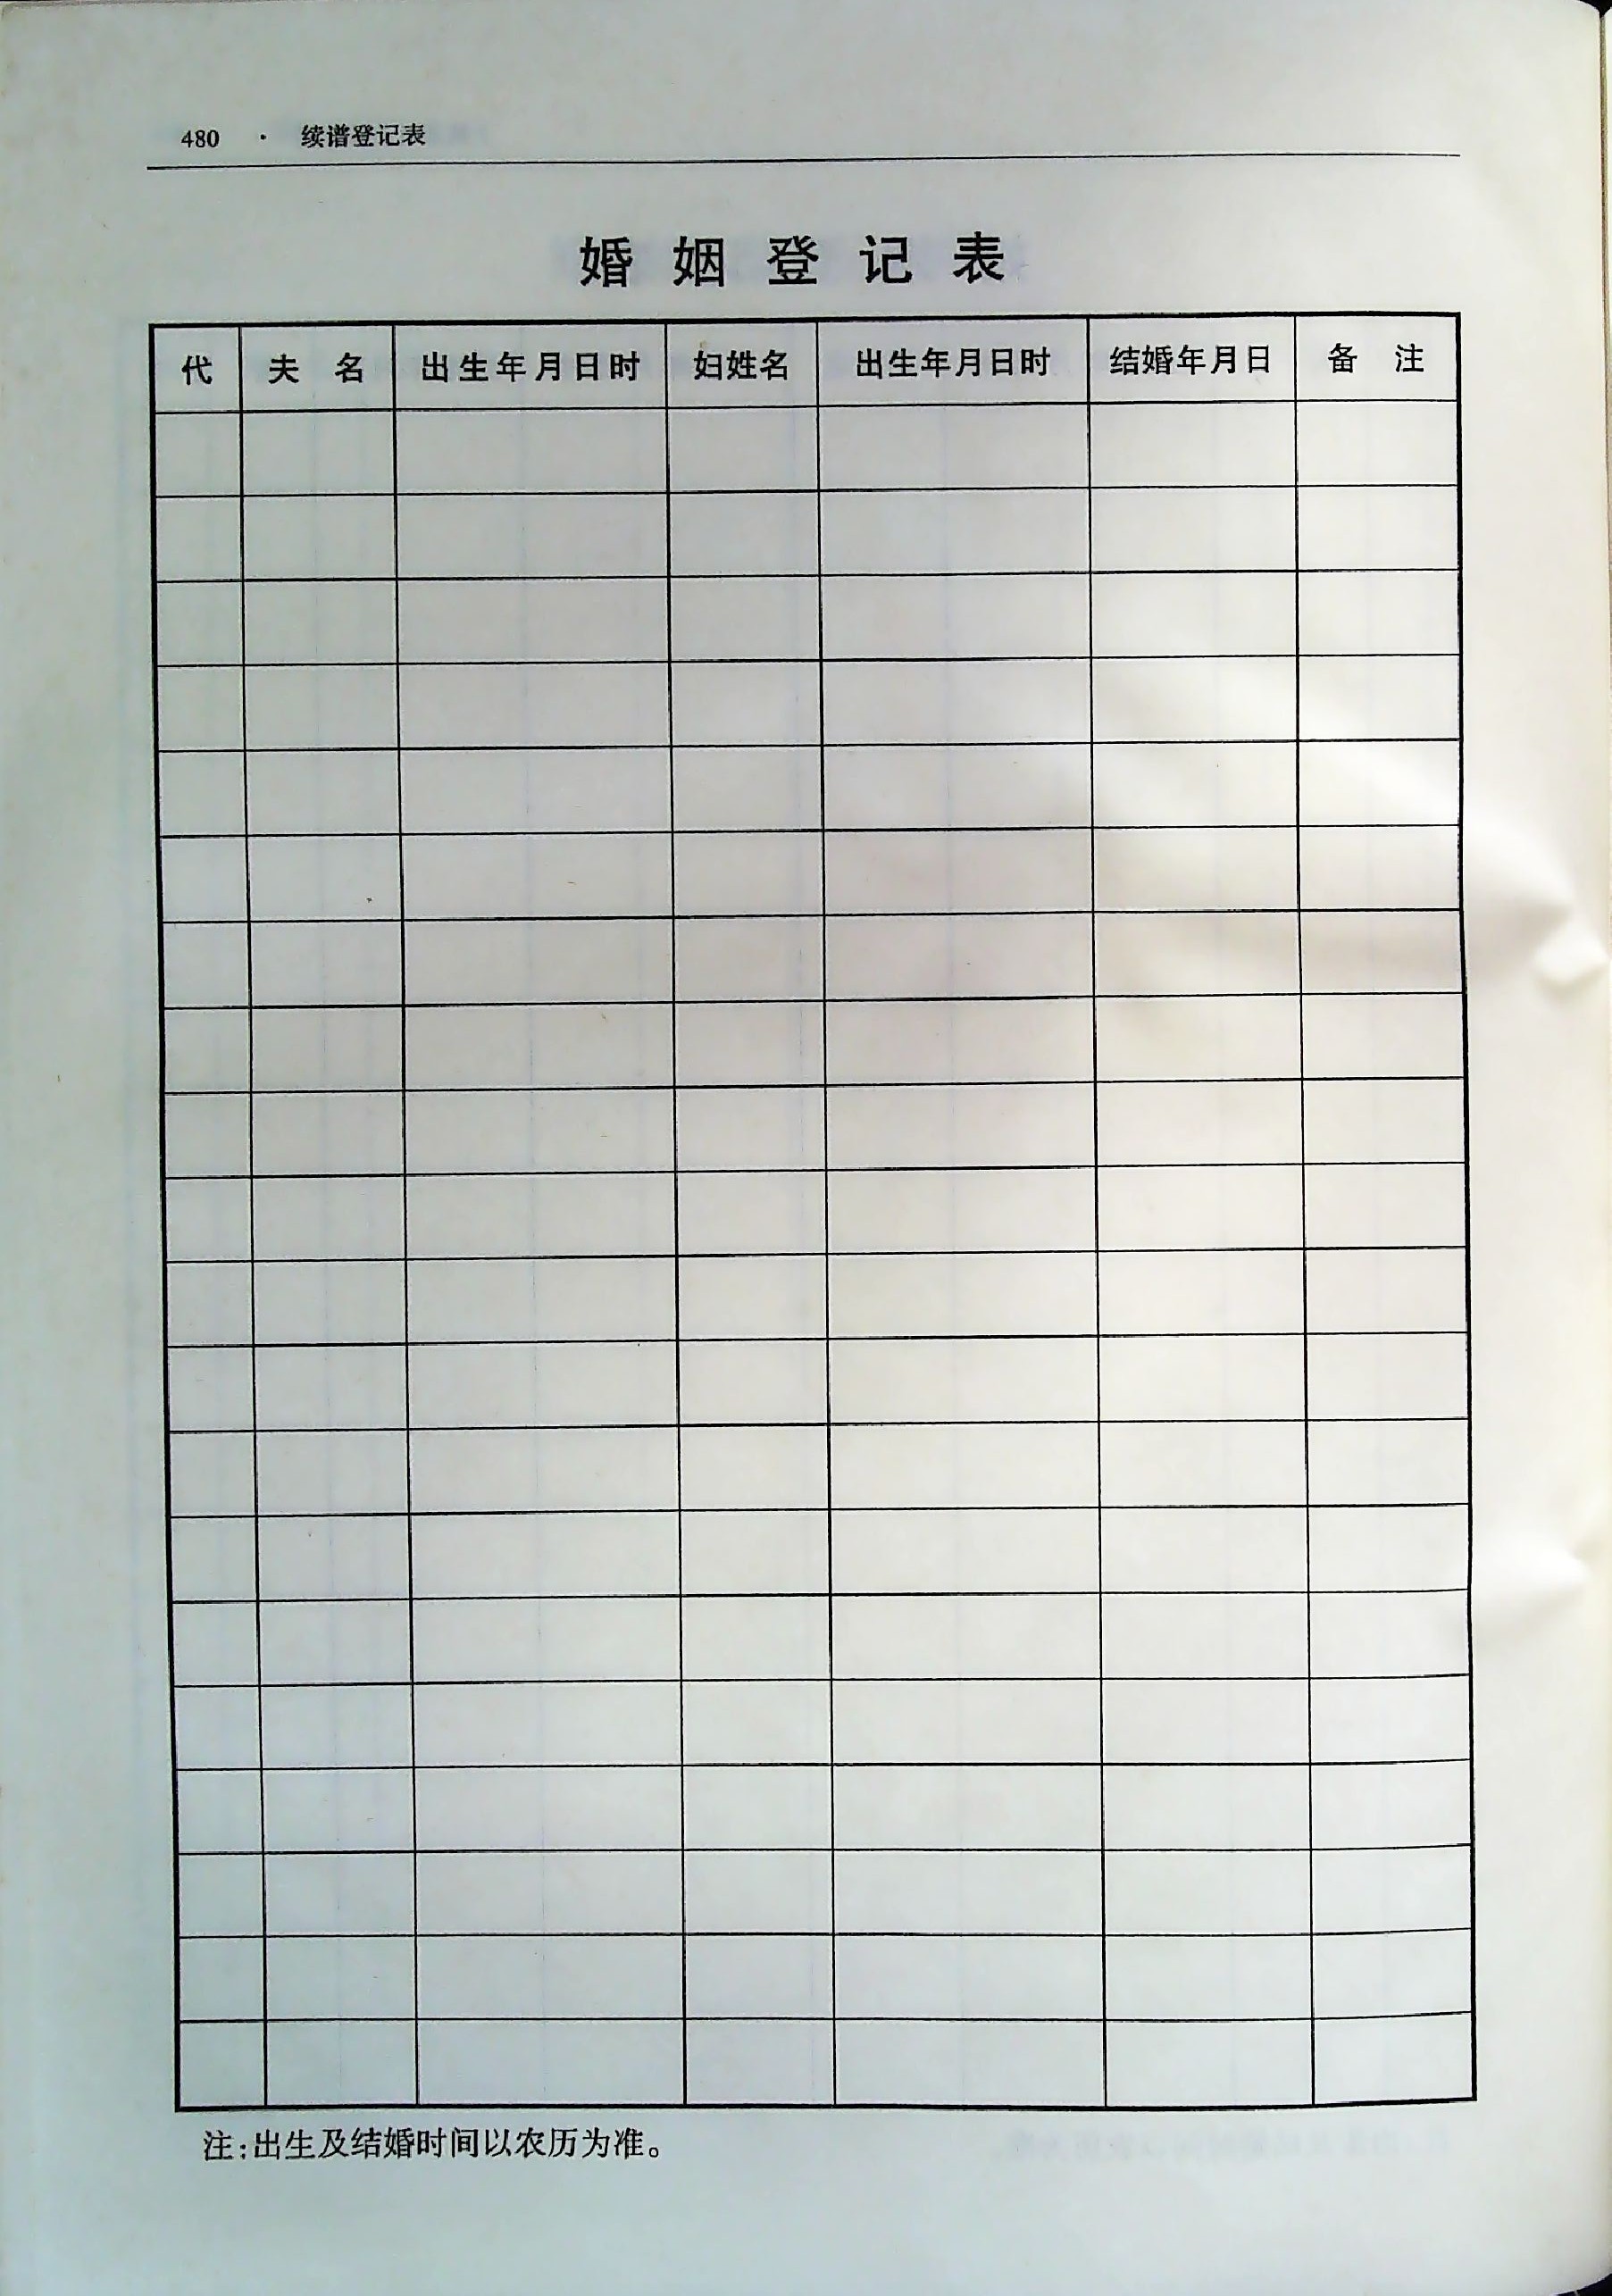 480 · 续谱登记表
婚姻登记表
代 夫名 出生年月日时 妇姓名 出生年月日时 结婚年月日 备注
注:出生及结婚时间以农历为准。